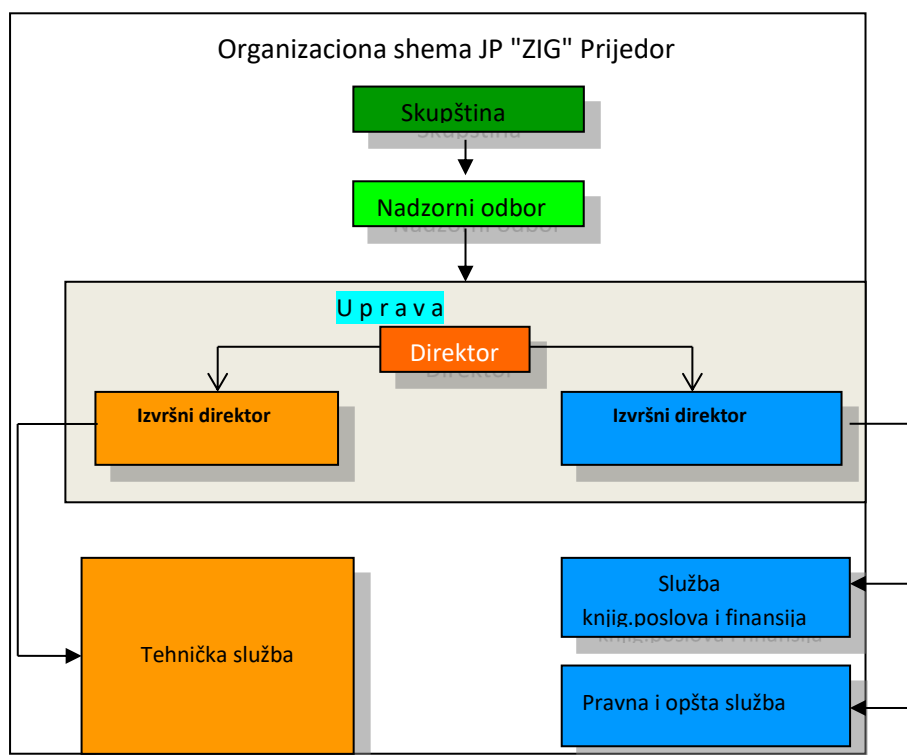 Organizaciona shema JP "ZIG" Prijedor
Skupština
Nadzorni odbor
U p r a v a
Direktor
Izvršni direktor
Izvršni direktor
Služba
knjig.poslova i finansija
Tehnička služba
Pravna i opšta služba